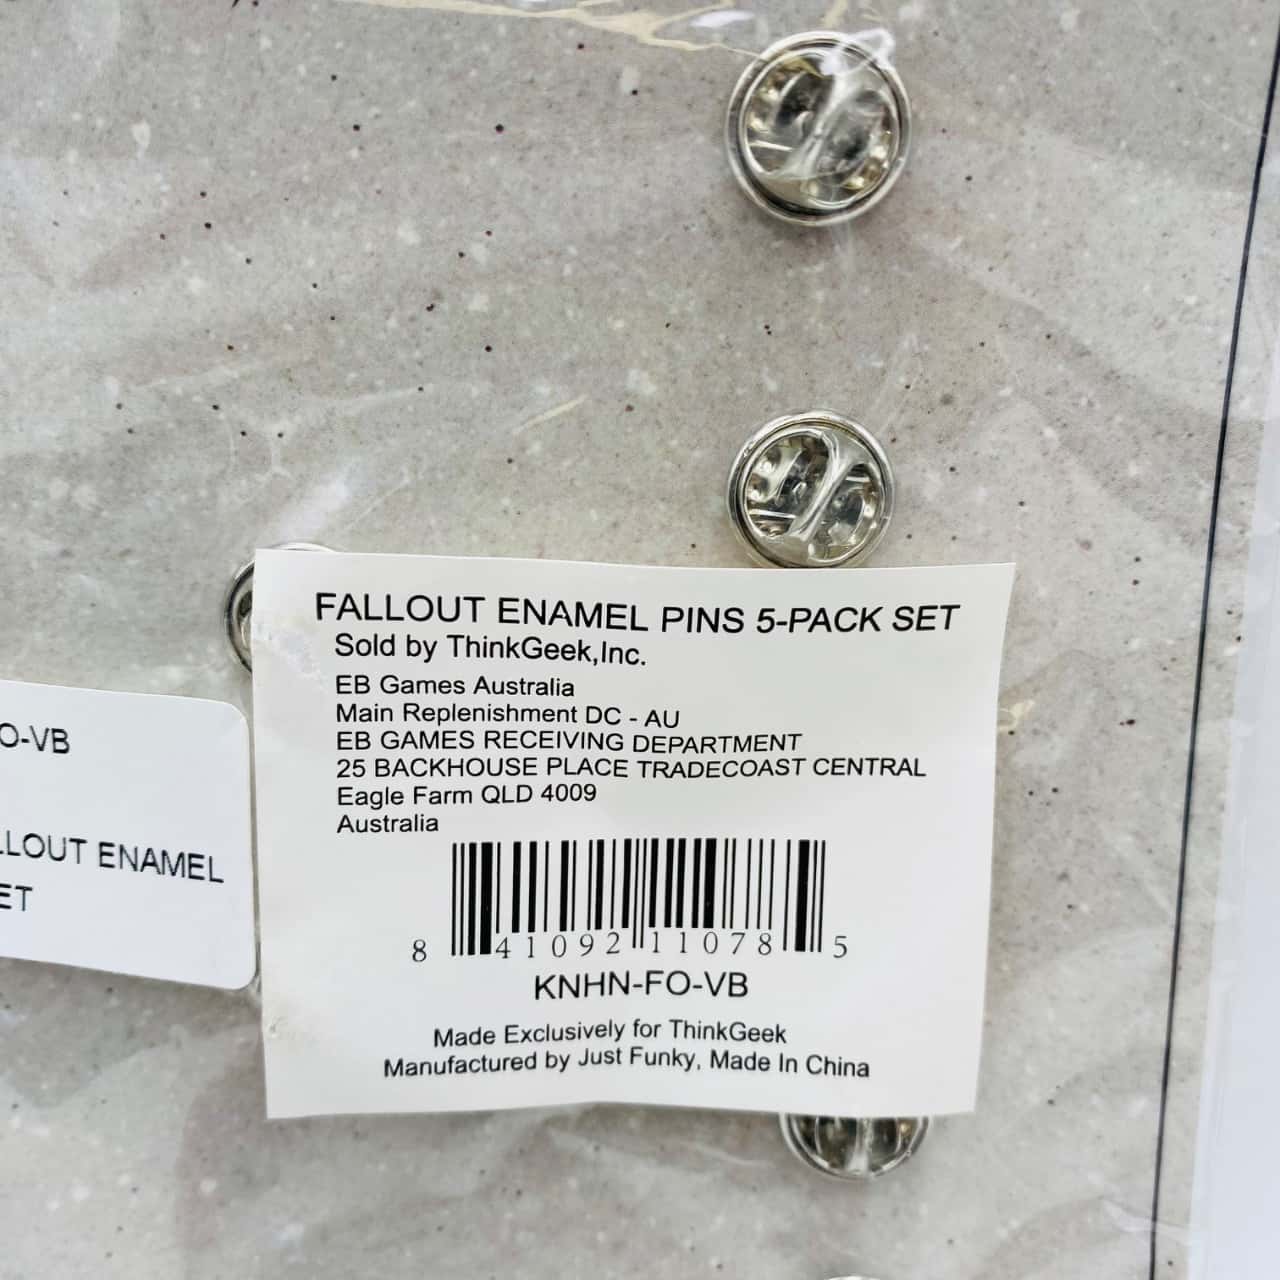 FALLOUT ENAMEL PINS 5-PACK SET
Sold by ThinkGeek,Inc.
EB Games Australia
Main Replenishment DC - AU
EB GAMES RECEIVING DEPARTMENT
25 BACKHOUSE PLACE TRADECOAST CENTRAL
Eagle Farm QLD 4009
Australia
8 41092 11078 5
KNHN-FO-VB
Made Exclusively for ThinkGeek
Manufactured by Just Funky, Made In China
O-VB
LLOUT ENAMEL
ET